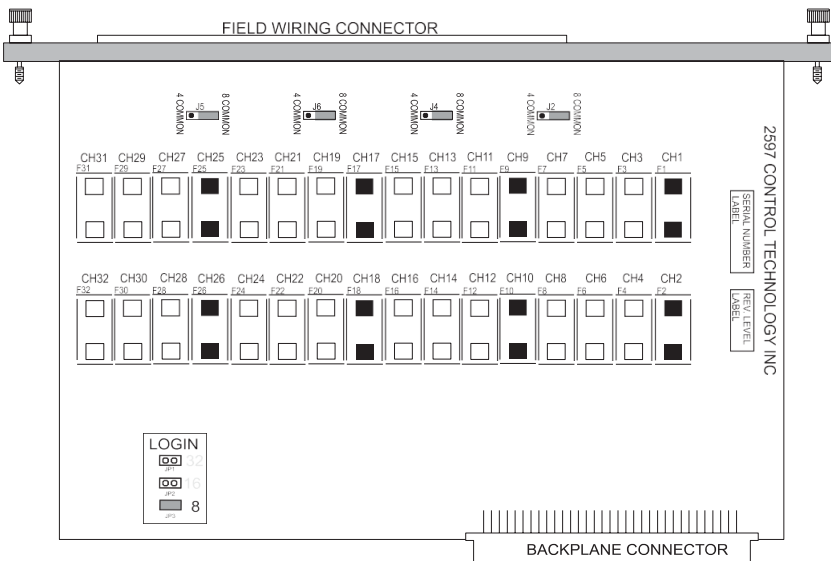 FIELD WIRING CONNECTOR
4 COMMON
J5
8 COMMON
4 COMMON
J6
8 COMMON
4 COMMON
J4
8 COMMON
4 COMMON
J2
8 COMMON
CH31 CH29 CH27 CH25 CH23 CH21 CH19 CH17 CH15 CH13 CH11 CH9 CH7 CH5 CH3 CH1
F31 F29 F27 F25 F23 F21 F19 F17 F15 F13 F11 F9 F7 F5 F3 F1
CH32 CH30 CH28 CH26 CH24 CH22 CH20 CH18 CH16 CH14 CH12 CH10 CH8 CH6 CH4 CH2
F32 F30 F28 F26 F24 F22 F20 F18 F16 F14 F12 F10 F8 F6 F4 F2
SERIAL NUMBER
LABEL
REV. LEVEL
LABEL
2597 CONTROL TECHNOLOGY INC
LOGIN
32
JP1
16
JP2
8
JP3
BACKPLANE CONNECTOR